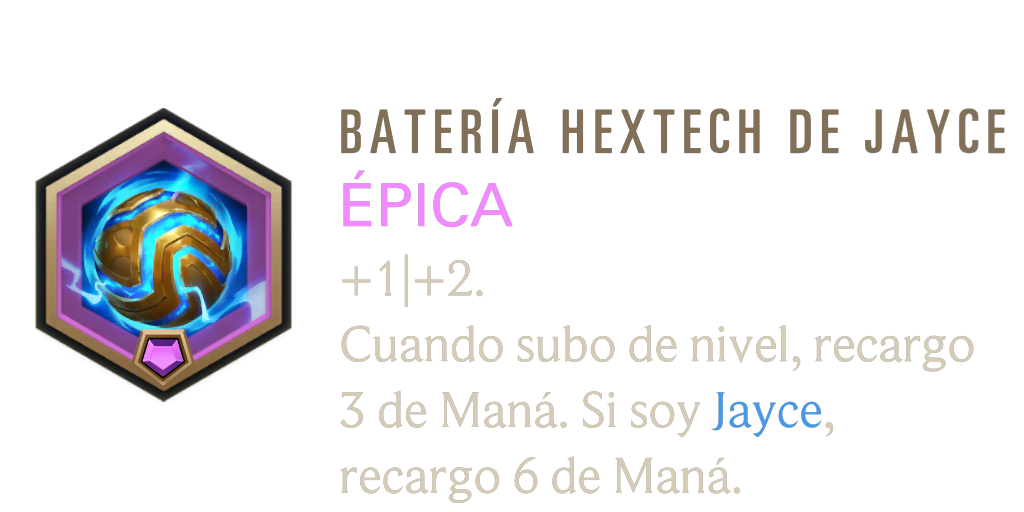 BATERÍA HEXTECH DE JAYCE
ÉPICA
+1|+2.
Cuando subo de nivel, recargo
3 de Maná. Si soy Jayce,
recargo 6 de Maná.